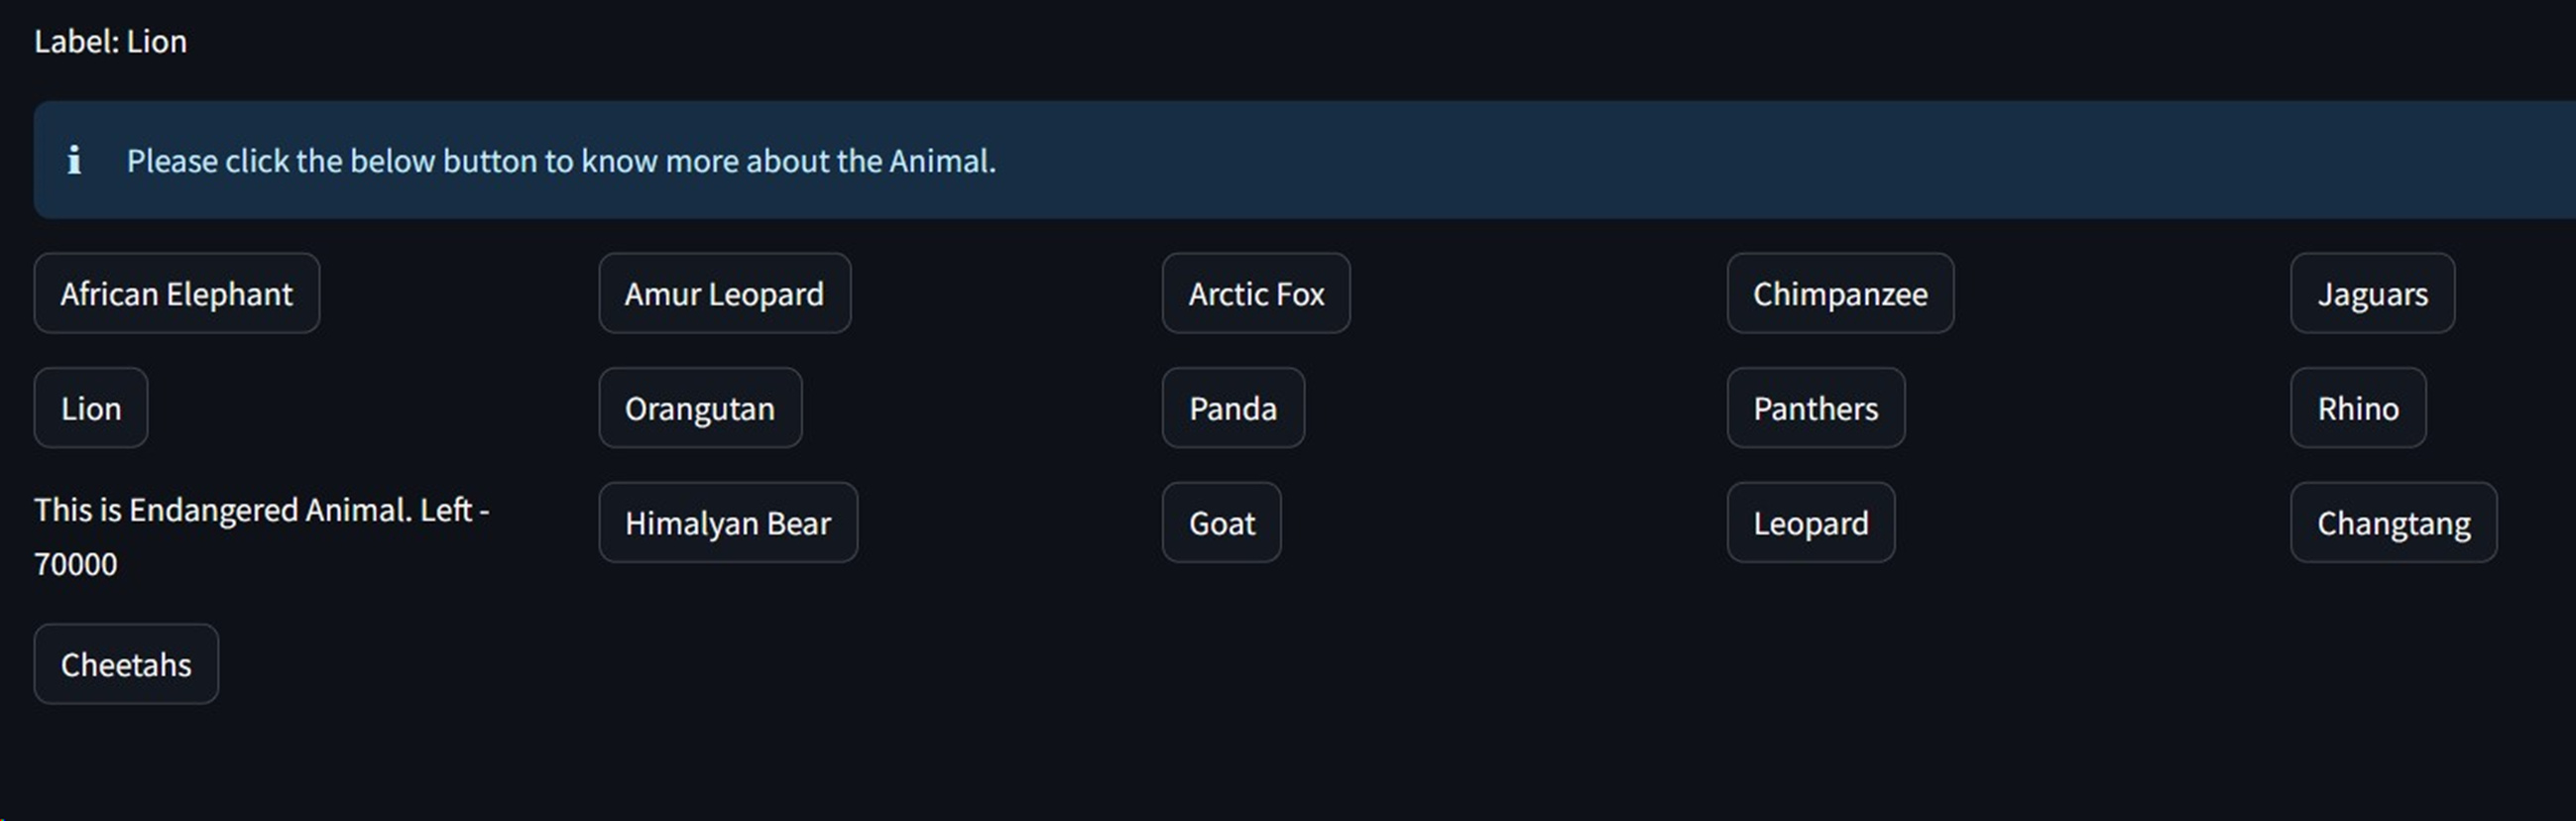 Label: Lion
Please click the below button to know more about the Animal.
African Elephant
Amur Leopard
Arctic Fox
Chimpanzee
Jaguars
Lion
Orangutan
Panda
Panthers
Rhino
This is Endangered Animal. Left -
70000
Himalyan Bear
Goat
Leopard
Changtang
Cheetahs